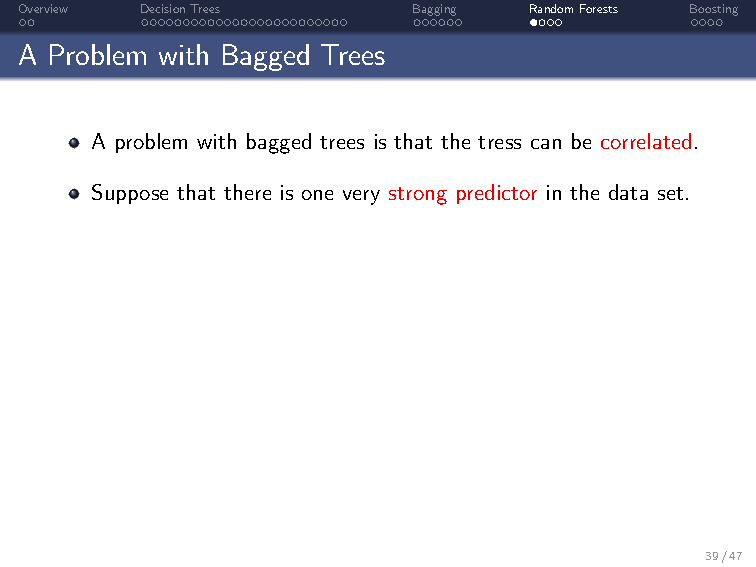 Overview Decision Trees Bagging Random Forests Boosting
A Problem with Bagged Trees
A problem with bagged trees is that the tress can be correlated.
Suppose that there is one very strong predictor in the data set.
39 / 47